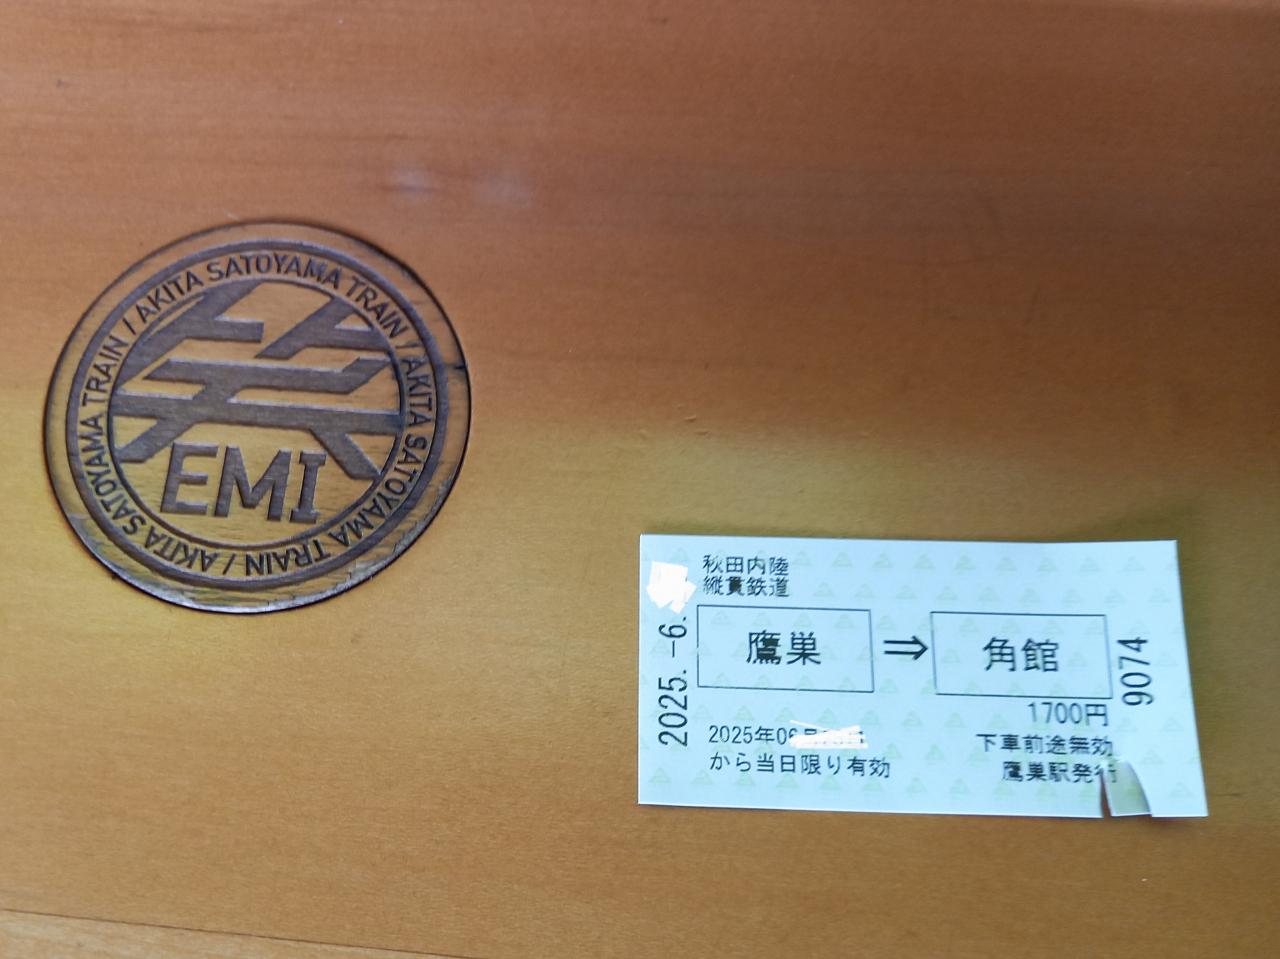 AKITA SATOYAMA TRAIN / AKITA SATOYAMA TRAIN / AKITA SATOYAMA TRAIN /
EMI
秋田内陸
縦貫鉄道
2025. -6.
鷹巣 ⇒ 角館
9074
1700円
2025年06
下車前途無効
から当日限り有効
鷹巣駅発行